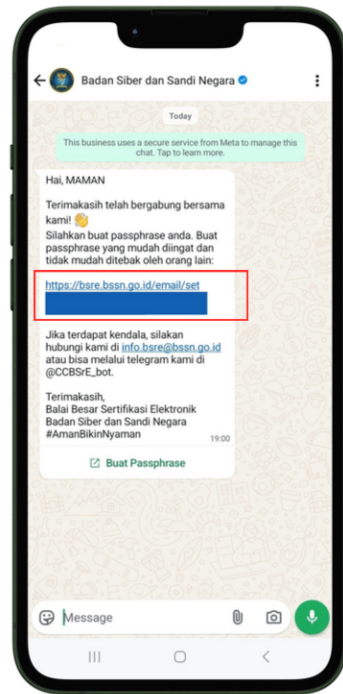 Badan Siber dan Sandi Negara
Today
This business uses a secure service from Meta to manage this
chat. Tap to learn more.
Hai, MAMAN
Terimakasih telah bergabung bersama
kami! 👏
Silahkan buat passphrase anda. Buat
passphrase yang mudah diingat dan
tidak mudah ditebak oleh orang lain:
https://bsre.bssn.go.id/email/set
Jika terdapat kendala, silakan
hubungi kami di info.bsre@bssn.go.id
atau bisa melalui telegram kami di
@CCBSrE_bot.
Terimakasih,
Balai Besar Sertifikasi Elektronik
Badan Siber dan Sandi Negara
#AmanBikinNyaman
19:00
Buat Passphrase
Message